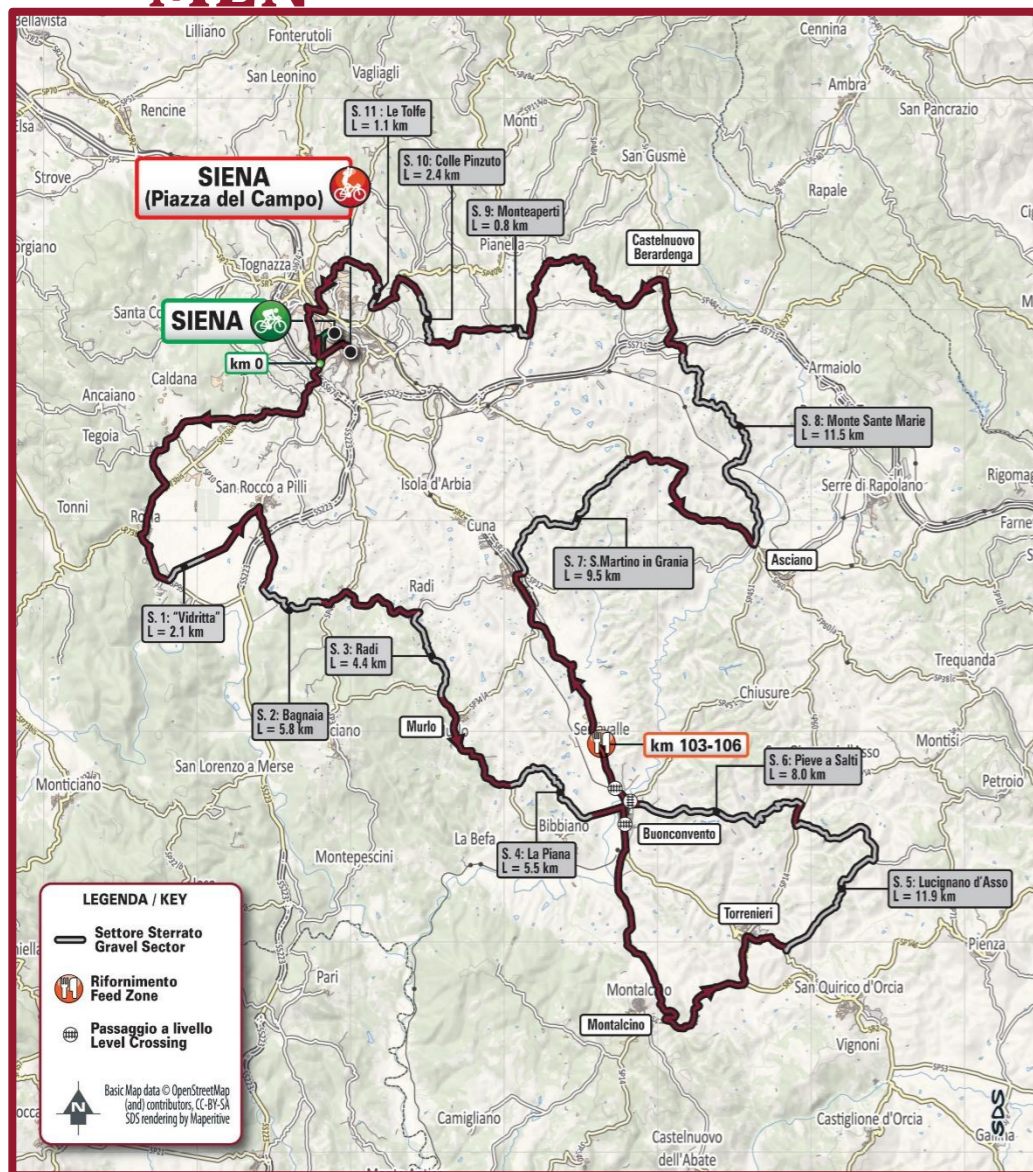 MEN
Bellavista
Lilliano
Fonterutoli
Cennina
Vagliagli
San Leonino
Rencine
Ambra
San Pancrazio
S. 11 : Le Tolfe
L = 1.1 km
Monti
Strove
S. 10: Colle Pinzuto
L = 2.4 km
San Gusmè
Rapale
SIENA
(Piazza del Campo)
S. 9: Monteaperti
L = 0.8 km
Pianella
Castelnuovo
Berardenga
Tognazza
SIENA
km 0
Caldana
Armaiolo
Ancaiano
Tegoia
S. 8: Monte Sante Marie
L = 11.5 km
Serre di Rapolano
San Rocco a Pilli
Isola d'Arbia
Tonni
Cuna
S. 7: S.Martino in Grania
L = 9.5 km
Asciano
S. 1: "Vidritta"
L = 2.1 km
Radi
S. 3: Radi
L = 4.4 km
Trequanda
S. 2: Bagnaia
L = 5.8 km
Murlo
Chiusure
km 103-106
Montisi
S. 6: Pieve a Salti
L = 8.0 km
San Lorenzo a Merse
Monticiano
Petroio
Buonconvento
Bibbiano
La Befa
S. 4: La Piana
L = 5.5 km
Montepescini
S. 5: Lucignano d'Asso
L = 11.9 km
Torrenieri
Pienza
Pari
San Quirico d'Orcia
Montalcino
Vignoni
Camigliano
Castiglione d'Orcia
Castelnuovo
dell'Abate
LEGENDA / KEY
Settore Sterrato
Gravel Sector
Rifornimento
Feed Zone
Passaggio a livello
Level Crossing
N
Basic Map data © OpenStreetMap
(and) contributors, CC-BY-SA
SDS rendering by Maperitive
SDS